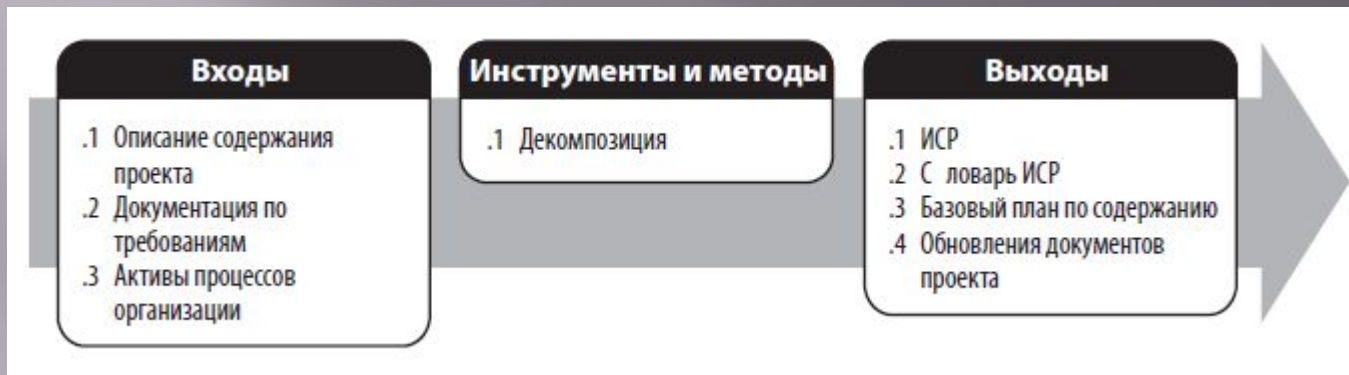 Входы
.1 Описание содержания
проекта
.2 Документация по
требованиям
.3 Активы процессов
организации
Инструменты и методы
.1 Декомпозиция
Выходы
.1 ИСР
.2 С ловарь ИСР
.3 Базовый план по содержанию
.4 Обновления документов
проекта